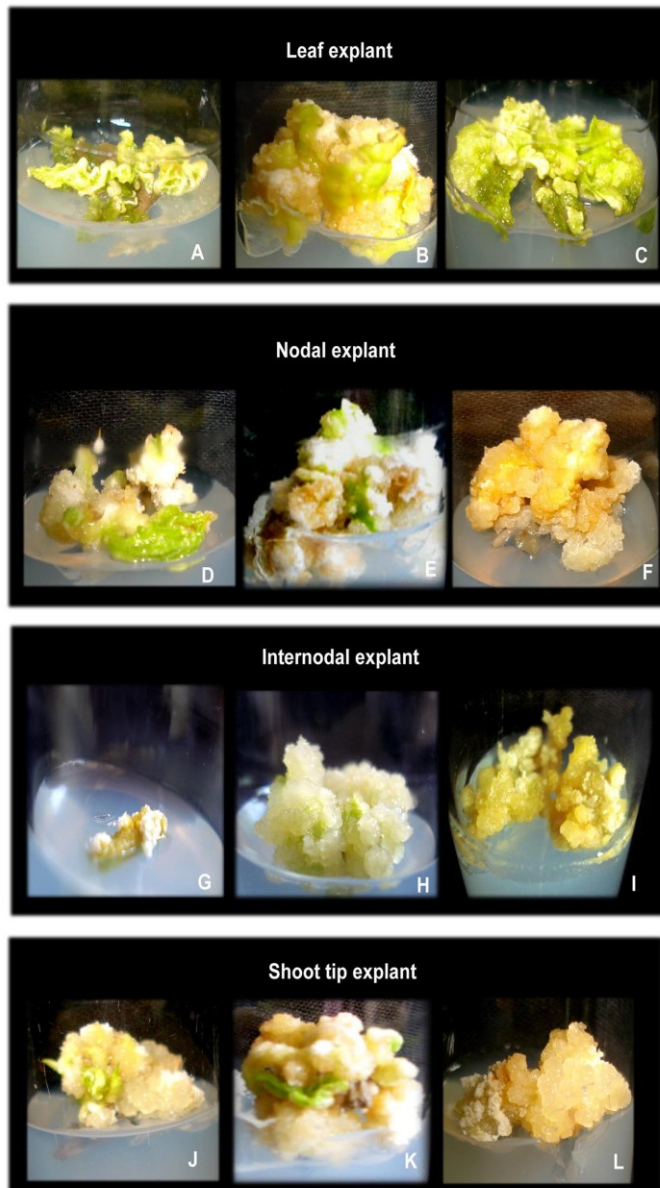 Leaf explant
A B C
Nodal explant
D E F
Internodal explant
G H I
Shoot tip explant
J K L